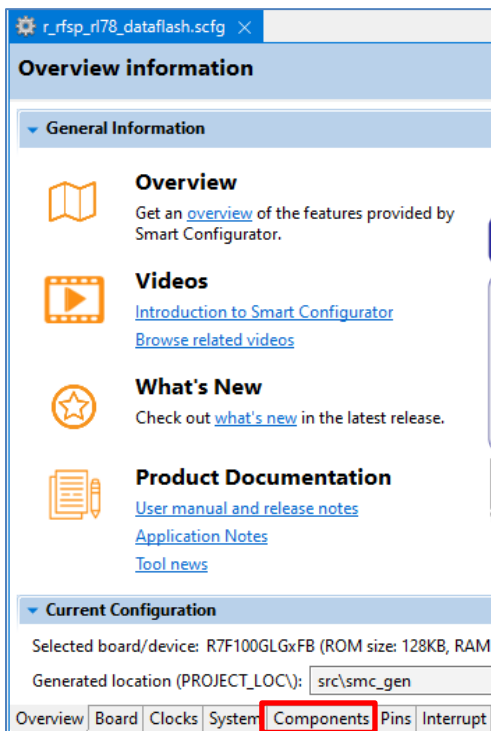 r_rfsp_rl78_dataflash.scfg
Overview information
General Information
Overview
Get an overview of the features provided by
Smart Configurator.
Videos
Introduction to Smart Configurator
Browse related videos
What's New
Check out what's new in the latest release.
Product Documentation
User manual and release notes
Application Notes
Tool news
Current Configuration
Selected board/device: R7F100GLGxFB (ROM size: 128KB, RAM
Generated location (PROJECT_LOC\): src\smc_gen
Overview Board Clocks System Components Pins Interrupt